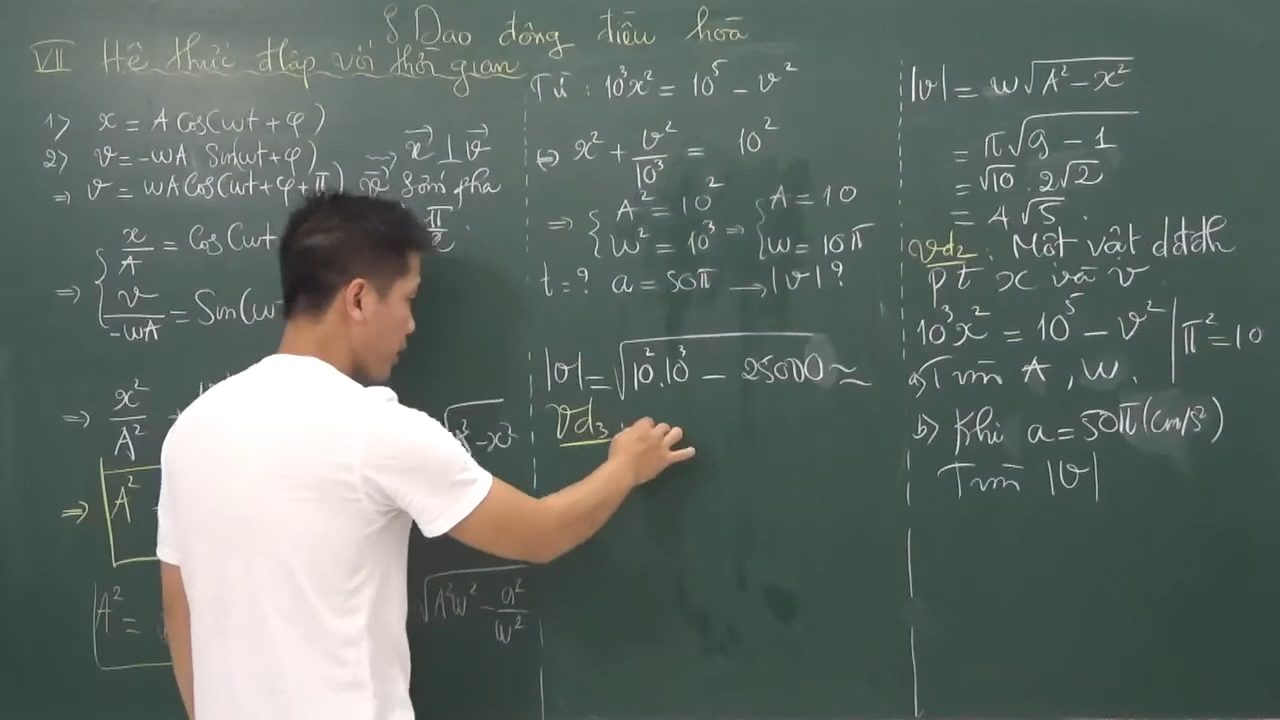 § Dao động điều hoà
VII Hệ thức độc lập với thời gian
1) x = A Cos(ωt + φ)
2) v = -ωA Sin(ωt + φ)
→ x ⊥ v
⇒ v = ωA Cos(ωt + φ + π
v sớm pha
π/2
⇒ { x/A = Cos(ωt
v/-ωA = Sin(ω
⇒ x²/A²
² - x²
⇒ A²
A² =
√A²ω² - a²/ω²
Từ : 10³x² = 10⁵ - v²
⇔ x² + v²/10³ = 10²
⇒ { A² = 10² ⇒ { A = 10
ω² = 10³ ω = 10π
t = ? a = 50π → |v| ?
|v| = √10².10³ - 25000 ≈
Vd3 :
|v| = ω√A² - x²
= π√9 - 1
= √10 . 2√2
= 4√5 .
Vd2 : Một vật dđđh
pt x và v
10³x² = 10⁵ - v² | π² = 10
a) Tìm A , ω .
b) Khi a = 50π (cm/s²)
Tìm |v|